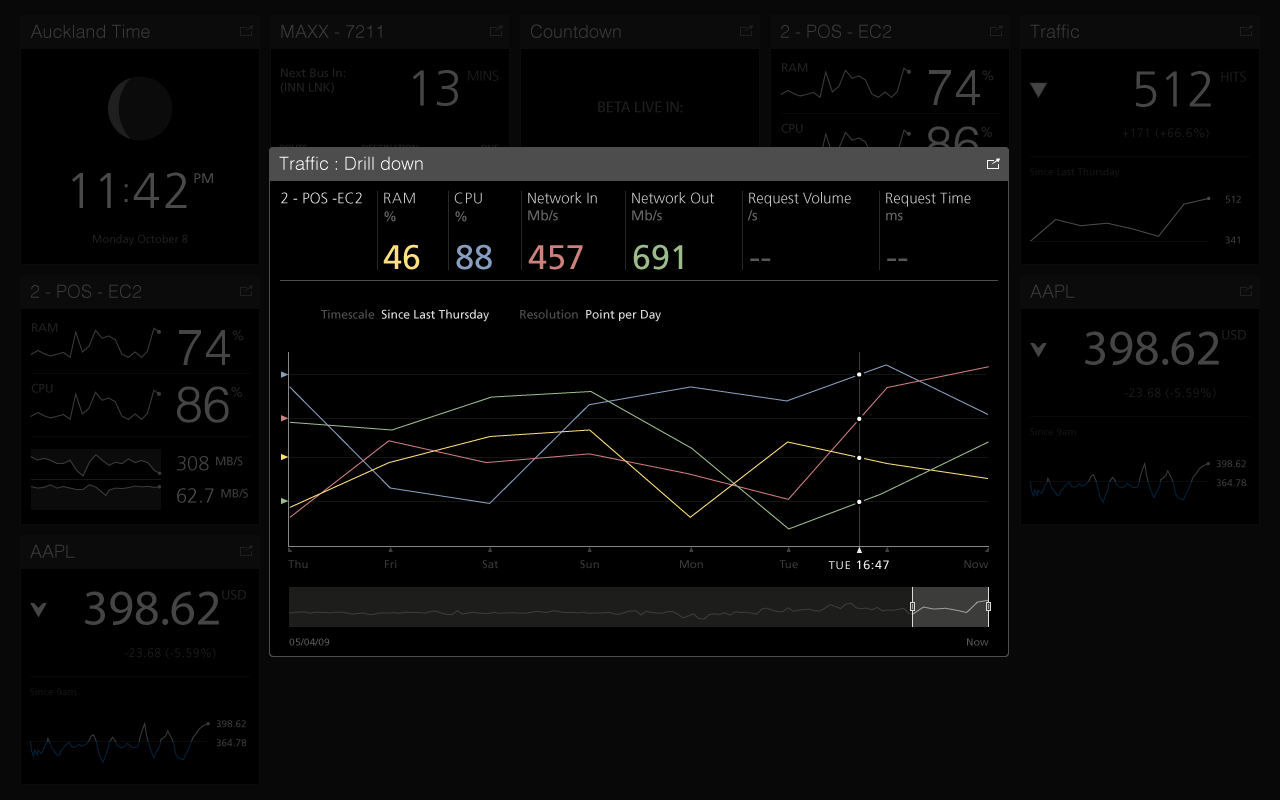 Auckland Time
MAXX - 7211
Countdown
2 - POS - EC2
Traffic
Next Bus In:
(INN LNK)
13 MINS
BETA LIVE IN:
RAM
74 %
CPU
86 %
512 HITS
+171 (+66.6%)
Since Last Thursday
512
341
11:42 PM
Monday October 8
Traffic : Drill down
2 - POS -EC2
RAM
%
46
CPU
%
88
Network In
Mb/s
457
Network Out
Mb/s
691
Request Volume
/s
--
Request Time
ms
--
Timescale Since Last Thursday Resolution Point per Day
Thu Fri Sat Sun Mon Tue TUE 16:47 Now
05/04/09 Now
2 - POS - EC2
RAM
74 %
CPU
86 %
308 MB/S
62.7 MB/S
AAPL
398.62 USD
-23.68 (-5.59%)
Since 9am
398.62
364.78
AAPL
398.62 USD
-23.68 (-5.59%)
Since 9am
398.62
364.78